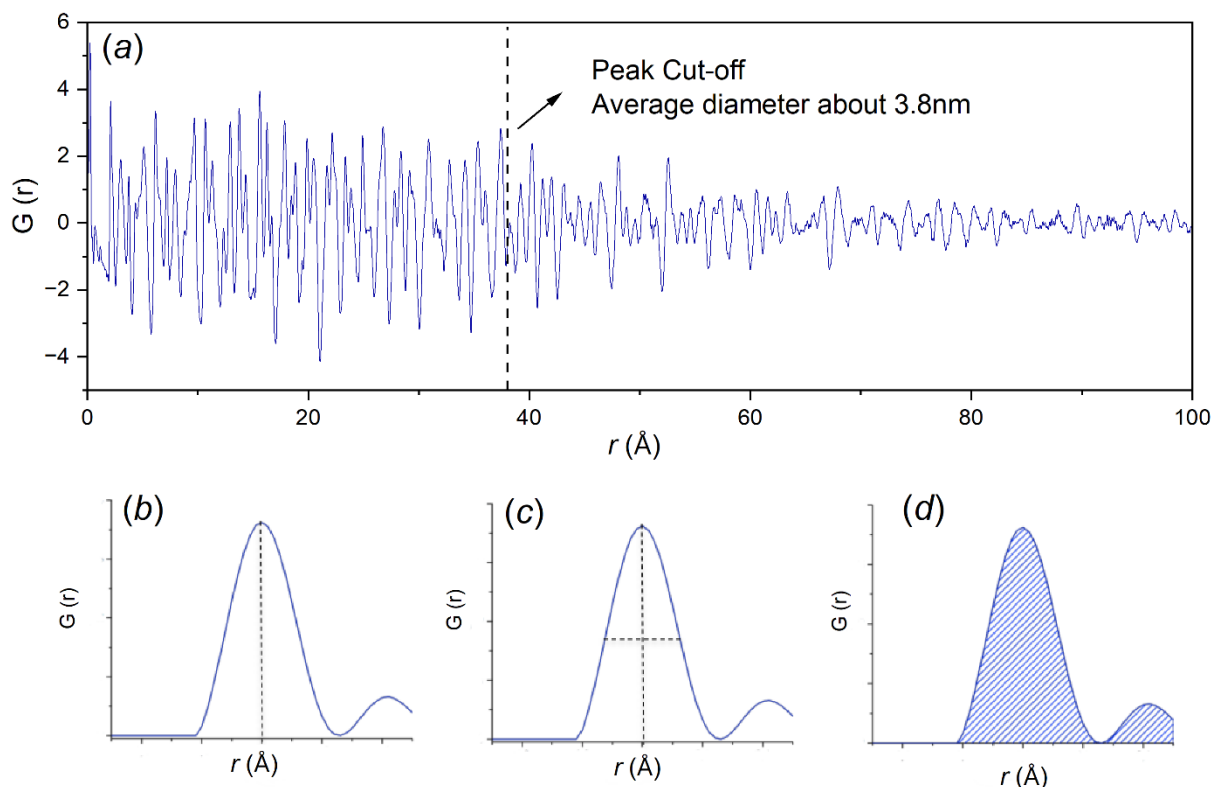 (a)
Peak Cut-off
Average diameter about 3.8nm
G (r)
6
4
2
0
−2
−4
0
20
40
60
80
100
r (Å)
(b)
G (r)
r (Å)
(c)
G (r)
r (Å)
(d)
G (r)
r (Å)